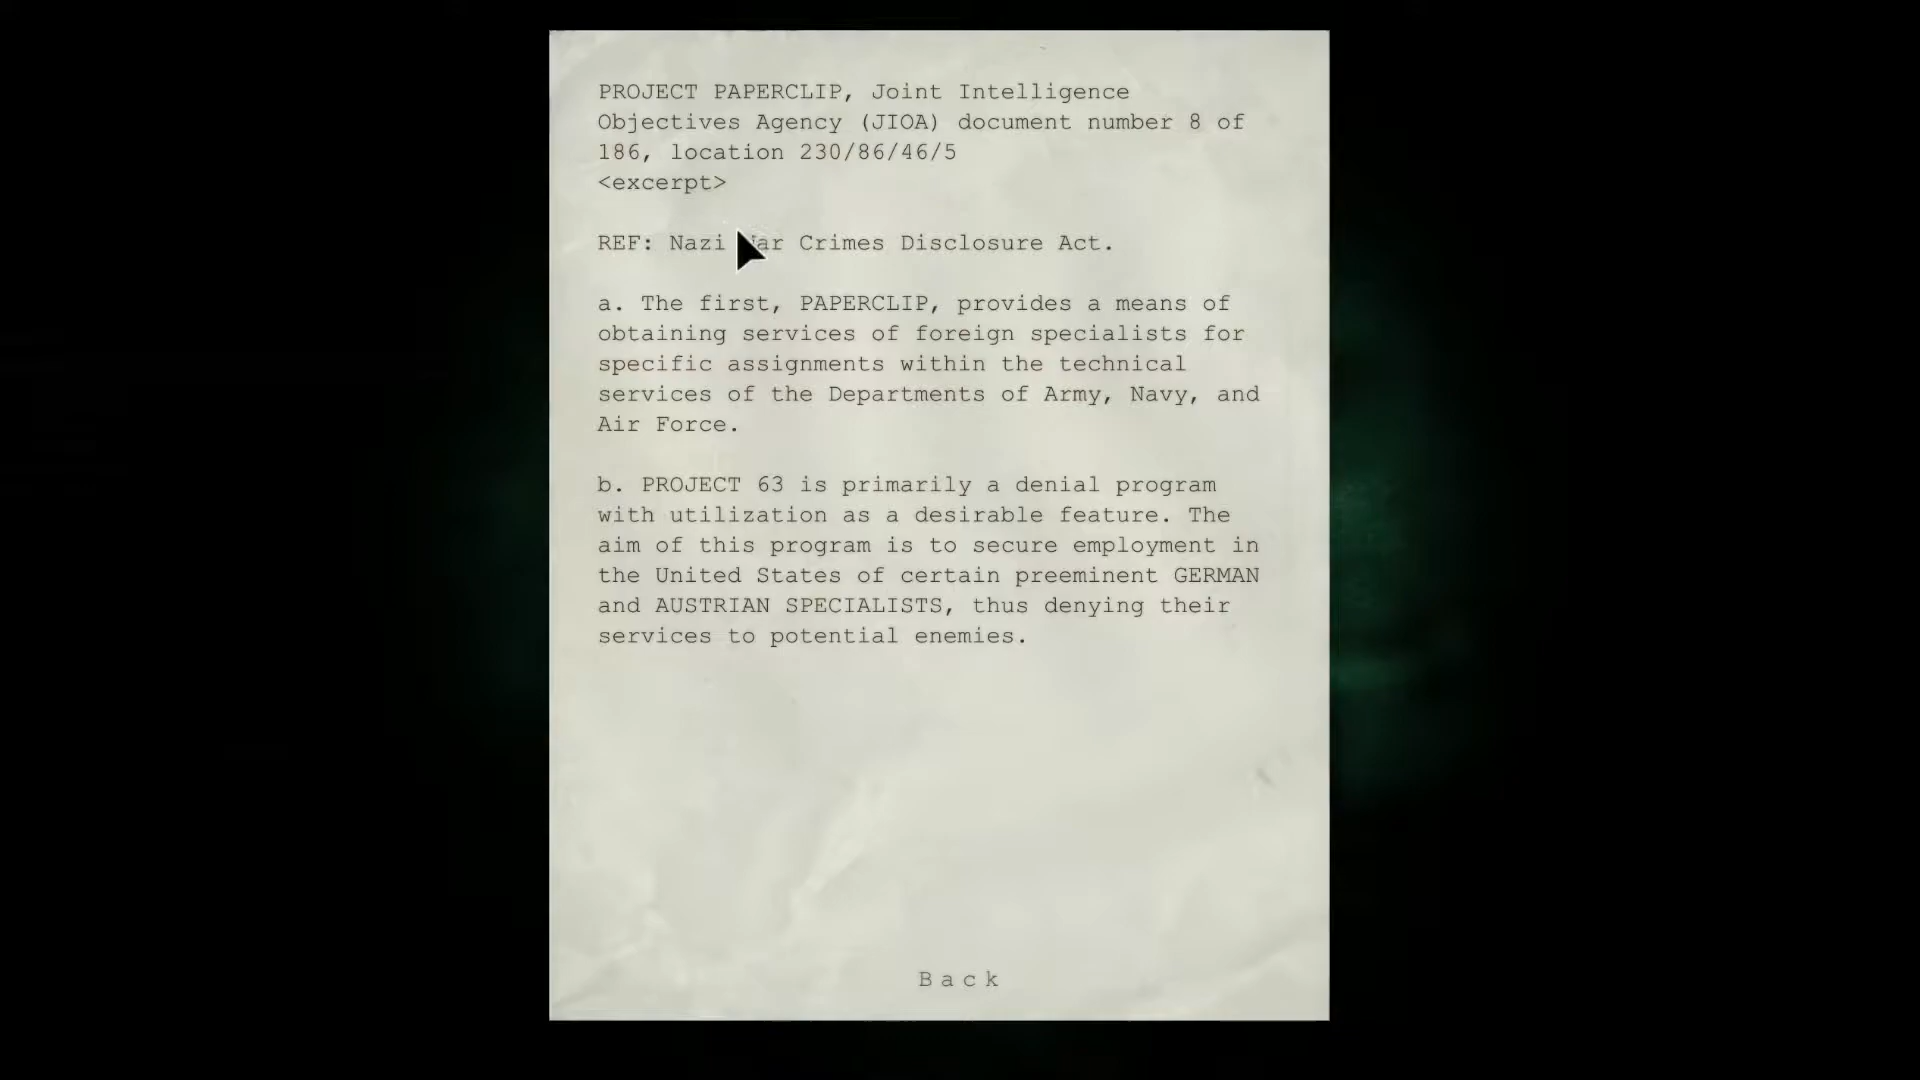 PROJECT PAPERCLIP, Joint Intelligence
Objectives Agency (JIOA) document number 8 of
186, location 230/86/46/5
<excerpt>
REF: Nazi War Crimes Disclosure Act.
a. The first, PAPERCLIP, provides a means of
obtaining services of foreign specialists for
specific assignments within the technical
services of the Departments of Army, Navy, and
Air Force.
b. PROJECT 63 is primarily a denial program
with utilization as a desirable feature. The
aim of this program is to secure employment in
the United States of certain preeminent GERMAN
and AUSTRIAN SPECIALISTS, thus denying their
services to potential enemies.
Back